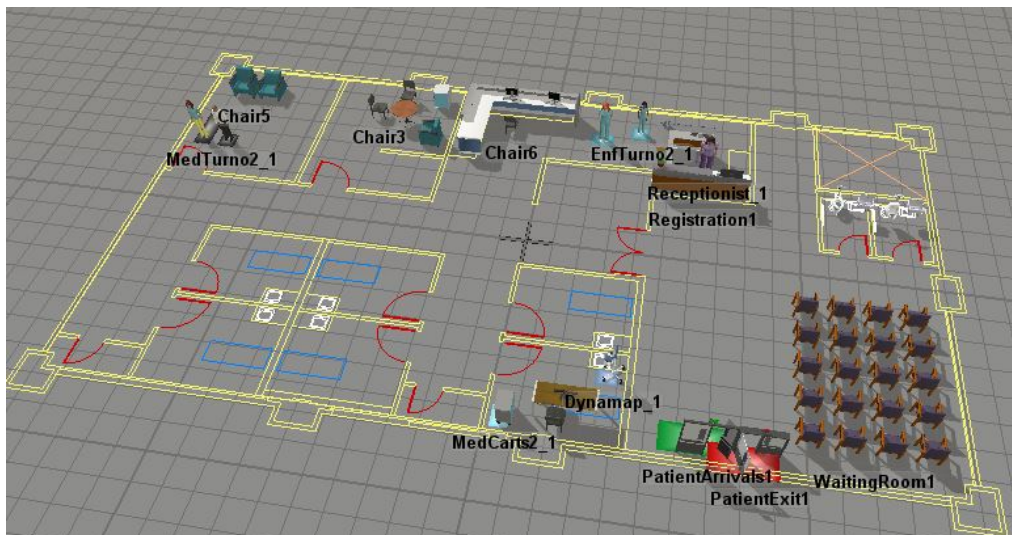 Chair5
MedTurno2_1
Chair3
Chair6
EnfTurno2_1
Receptionist_1
Registration1
Dynamap_1
MedCarts2_1
PatientArrivals1
PatientExit1
WaitingRoom1